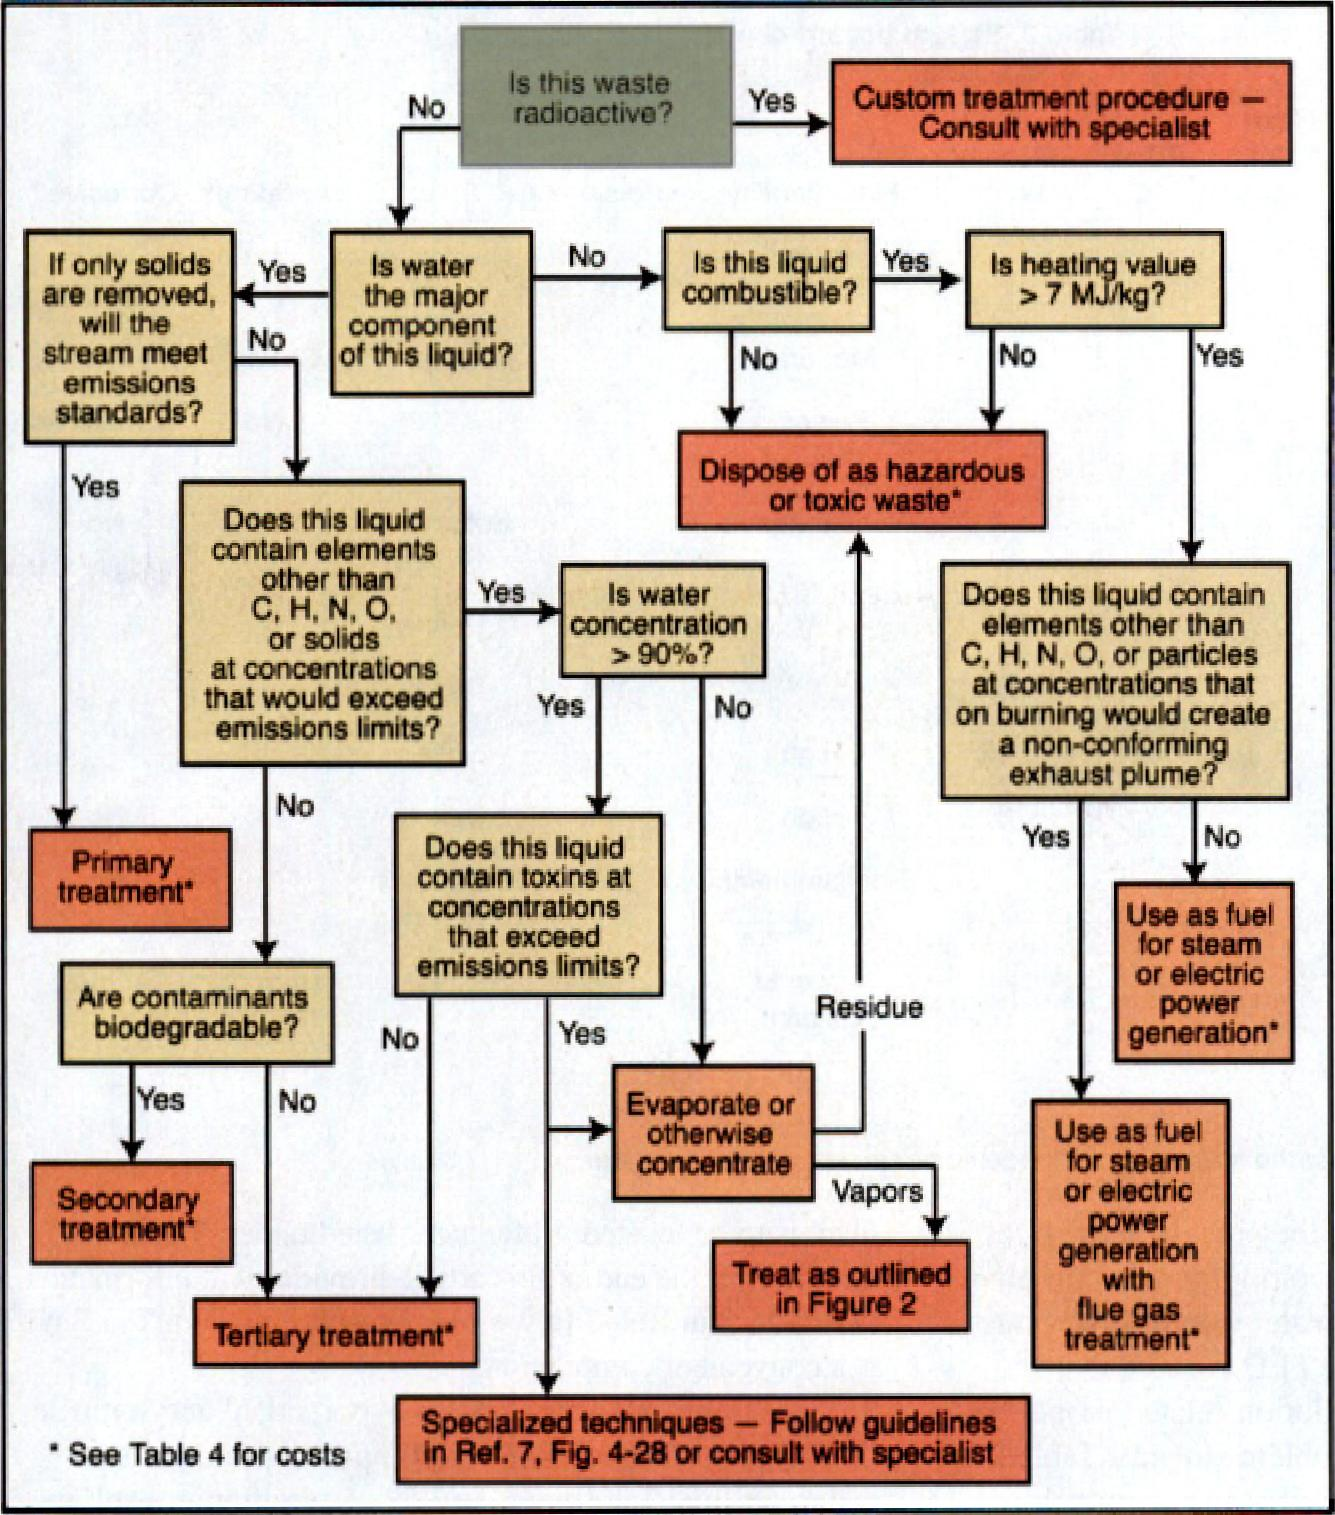 Is this waste
radioactive?
No
Yes
Custom treatment procedure —
Consult with specialist
If only solids
are removed,
will the
stream meet
emissions
standards?
Yes
Is water
the major
component
of this liquid?
No
Is this liquid
combustible?
Yes
Is heating value
> 7 MJ/kg?
No
No
No
Yes
Yes
Dispose of as hazardous
or toxic waste*
Does this liquid
contain elements
other than
C, H, N, O,
or solids
at concentrations
that would exceed
emissions limits?
Yes
Is water
concentration
> 90%?
Does this liquid contain
elements other than
C, H, N, O, or particles
at concentrations that
on burning would create
a non-conforming
exhaust plume?
Yes
No
No
Yes
No
Primary
treatment*
Does this liquid
contain toxins at
concentrations
that exceed
emissions limits?
Use as fuel
for steam
or electric
power
generation*
Are contaminants
biodegradable?
No
Yes
Residue
Yes
No
Evaporate or
otherwise
concentrate
Vapors
Use as fuel
for steam
or electric
power
generation
with
flue gas
treatment*
Secondary
treatment*
Treat as outlined
in Figure 2
Tertiary treatment*
Specialized techniques — Follow guidelines
in Ref. 7, Fig. 4-28 or consult with specialist
* See Table 4 for costs